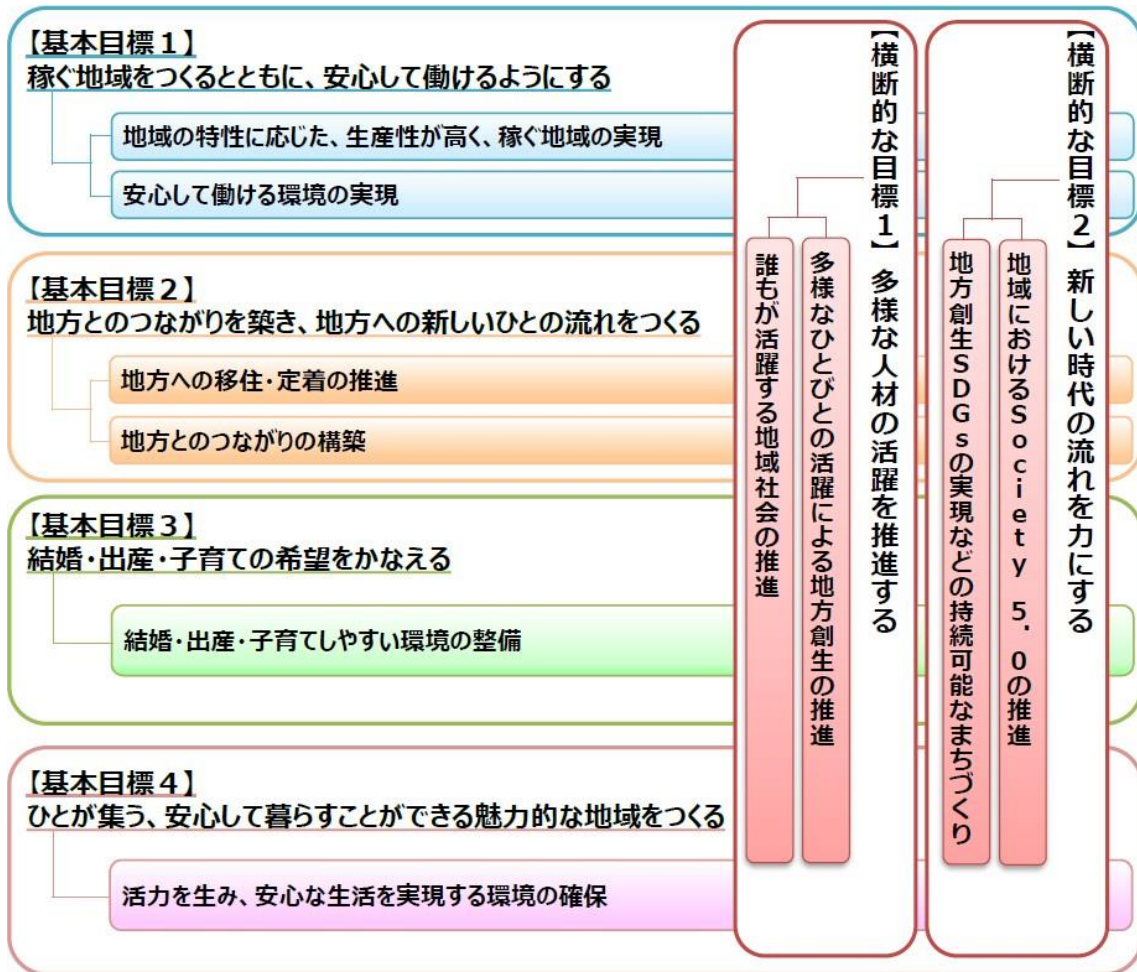 【基本目標１】
稼ぐ地域をつくるとともに、安心して働けるようにする
地域の特性に応じた、生産性が高く、稼ぐ地域の実現
安心して働ける環境の実現
【基本目標２】
地方とのつながりを築き、地方への新しいひとの流れをつくる
地方への移住・定着の推進
地方とのつながりの構築
【基本目標３】
結婚・出産・子育ての希望をかなえる
結婚・出産・子育てしやすい環境の整備
【基本目標４】
ひとが集う、安心して暮らすことができる魅力的な地域をつくる
活力を生み、安心な生活を実現する環境の確保
【横断的な目標１】多様な人材の活躍を推進する
多様なひとびとの活躍による地方創生の推進
誰もが活躍する地域社会の推進
【横断的な目標２】新しい時代の流れを力にする
地域におけるSociety ５．０の推進
地方創生SDGsの実現などの持続可能なまちづくり